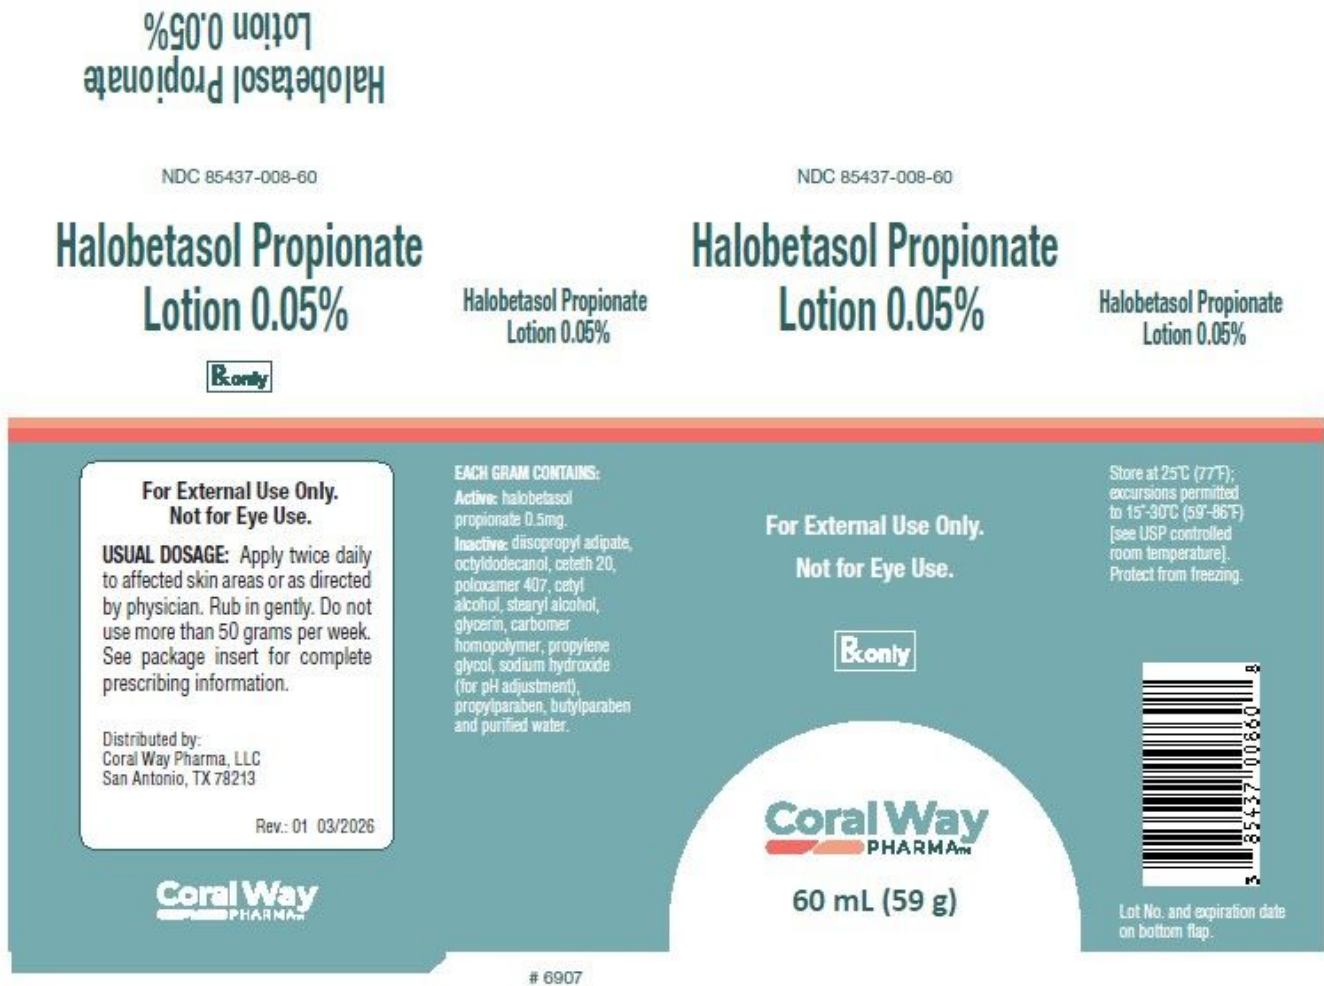 Halobetasol Propionate
Lotion 0.05%
NDC 85437-008-60
Halobetasol Propionate
Lotion 0.05%
Rx only
For External Use Only.
Not for Eye Use.
USUAL DOSAGE: Apply twice daily
to affected skin areas or as directed
by physician. Rub in gently. Do not
use more than 50 grams per week.
See package insert for complete
prescribing information.
Distributed by:
Coral Way Pharma, LLC
San Antonio, TX 78213
Rev.: 01 03/2026
Coral Way
PHARMA TM
Halobetasol Propionate
Lotion 0.05%
EACH GRAM CONTAINS:
Active: halobetasol
propionate 0.5mg.
Inactive: diisopropyl adipate,
octyldodecanol, ceteth 20,
poloxamer 407, cetyl
alcohol, stearyl alcohol,
glycerin, carbomer
homopolymer, propylene
glycol, sodium hydroxide
(for pH adjustment),
propylparaben, butylparaben
and purified water.
# 6907
NDC 85437-008-60
Halobetasol Propionate
Lotion 0.05%
For External Use Only.
Not for Eye Use.
Rx only
Coral Way
PHARMA TM
60 mL (59 g)
Halobetasol Propionate
Lotion 0.05%
Store at 25°C (77°F);
excursions permitted
to 15°-30°C (59°-86°F)
[see USP controlled
room temperature].
Protect from freezing.
3 85437 00860 8
Lot No. and expiration date
on bottom flap.